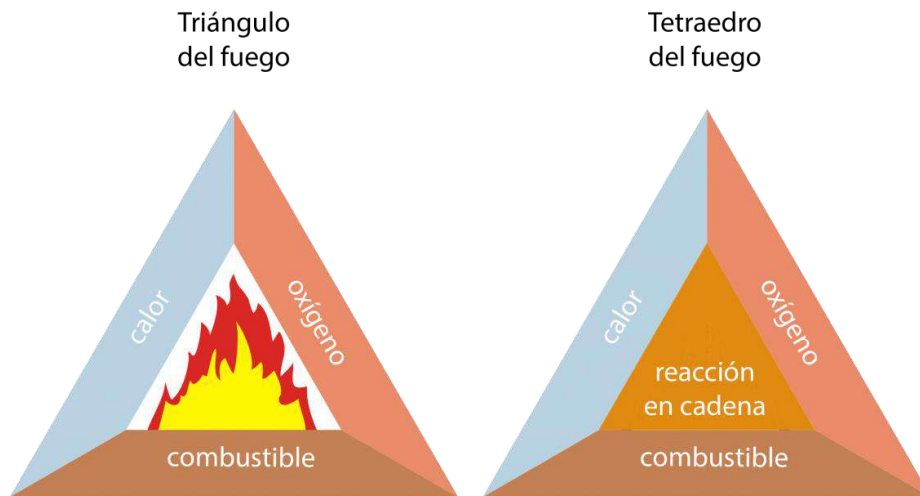 Triángulo
del fuego
calor
oxígeno
combustible
Tetraedro
del fuego
calor
oxígeno
reacción
en cadena
combustible